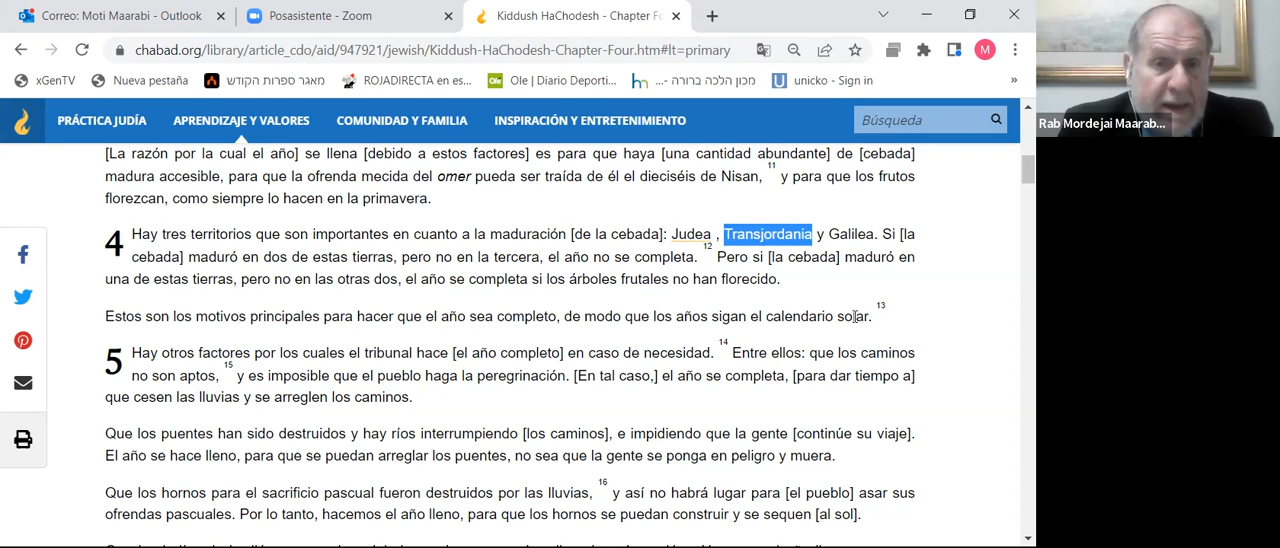 Correo: Moti Maarabi - Outlook
Posasistente - Zoom
Kiddush HaChodesh - Chapter Fo
chabad.org/library/article_cdo/aid/947921/jewish/Kiddush-HaChodesh-Chapter-Four.htm#lt=primary
M
xGenTV
Nueva pestaña
מאגר ספרות הקודש
ROJADIRECTA en es...
Ole
Ole | Diario Deporti...
hm
מכון הלכה ברורה -...
U
unicko - Sign in
»
PRÁCTICA JUDÍA
APRENDIZAJE Y VALORES
COMUNIDAD Y FAMILIA
INSPIRACIÓN Y ENTRETENIMIENTO
Búsqueda
Rab Mordejai Maarab...
[La razón por la cual el año] se llena [debido a estos factores] es para que haya [una cantidad abundante] de [cebada]
madura accesible, para que la ofrenda mecida del omer pueda ser traída de él el dieciséis de Nisan, 11 y para que los frutos
florezcan, como siempre lo hacen en la primavera.
4 Hay tres territorios que son importantes en cuanto a la maduración [de la cebada]: Judea , Transjordania y Galilea. Si [la
cebada] maduró en dos de estas tierras, pero no en la tercera, el año no se completa. 12 Pero si [la cebada] maduró en
una de estas tierras, pero no en las otras dos, el año se completa si los árboles frutales no han florecido.
Estos son los motivos principales para hacer que el año sea completo, de modo que los años sigan el calendario solar. 13
5 Hay otros factores por los cuales el tribunal hace [el año completo] en caso de necesidad. 14 Entre ellos: que los caminos
no son aptos, 15 y es imposible que el pueblo haga la peregrinación. [En tal caso,] el año se completa, [para dar tiempo a]
que cesen las lluvias y se arreglen los caminos.
Que los puentes han sido destruidos y hay ríos interrumpiendo [los caminos], e impidiendo que la gente [continúe su viaje].
El año se hace lleno, para que se puedan arreglar los puentes, no sea que la gente se ponga en peligro y muera.
Que los hornos para el sacrificio pascual fueron destruidos por las lluvias, 16 y así no habrá lugar para [el pueblo] asar sus
ofrendas pascuales. Por lo tanto, hacemos el año lleno, para que los hornos se puedan construir y se sequen [al sol].